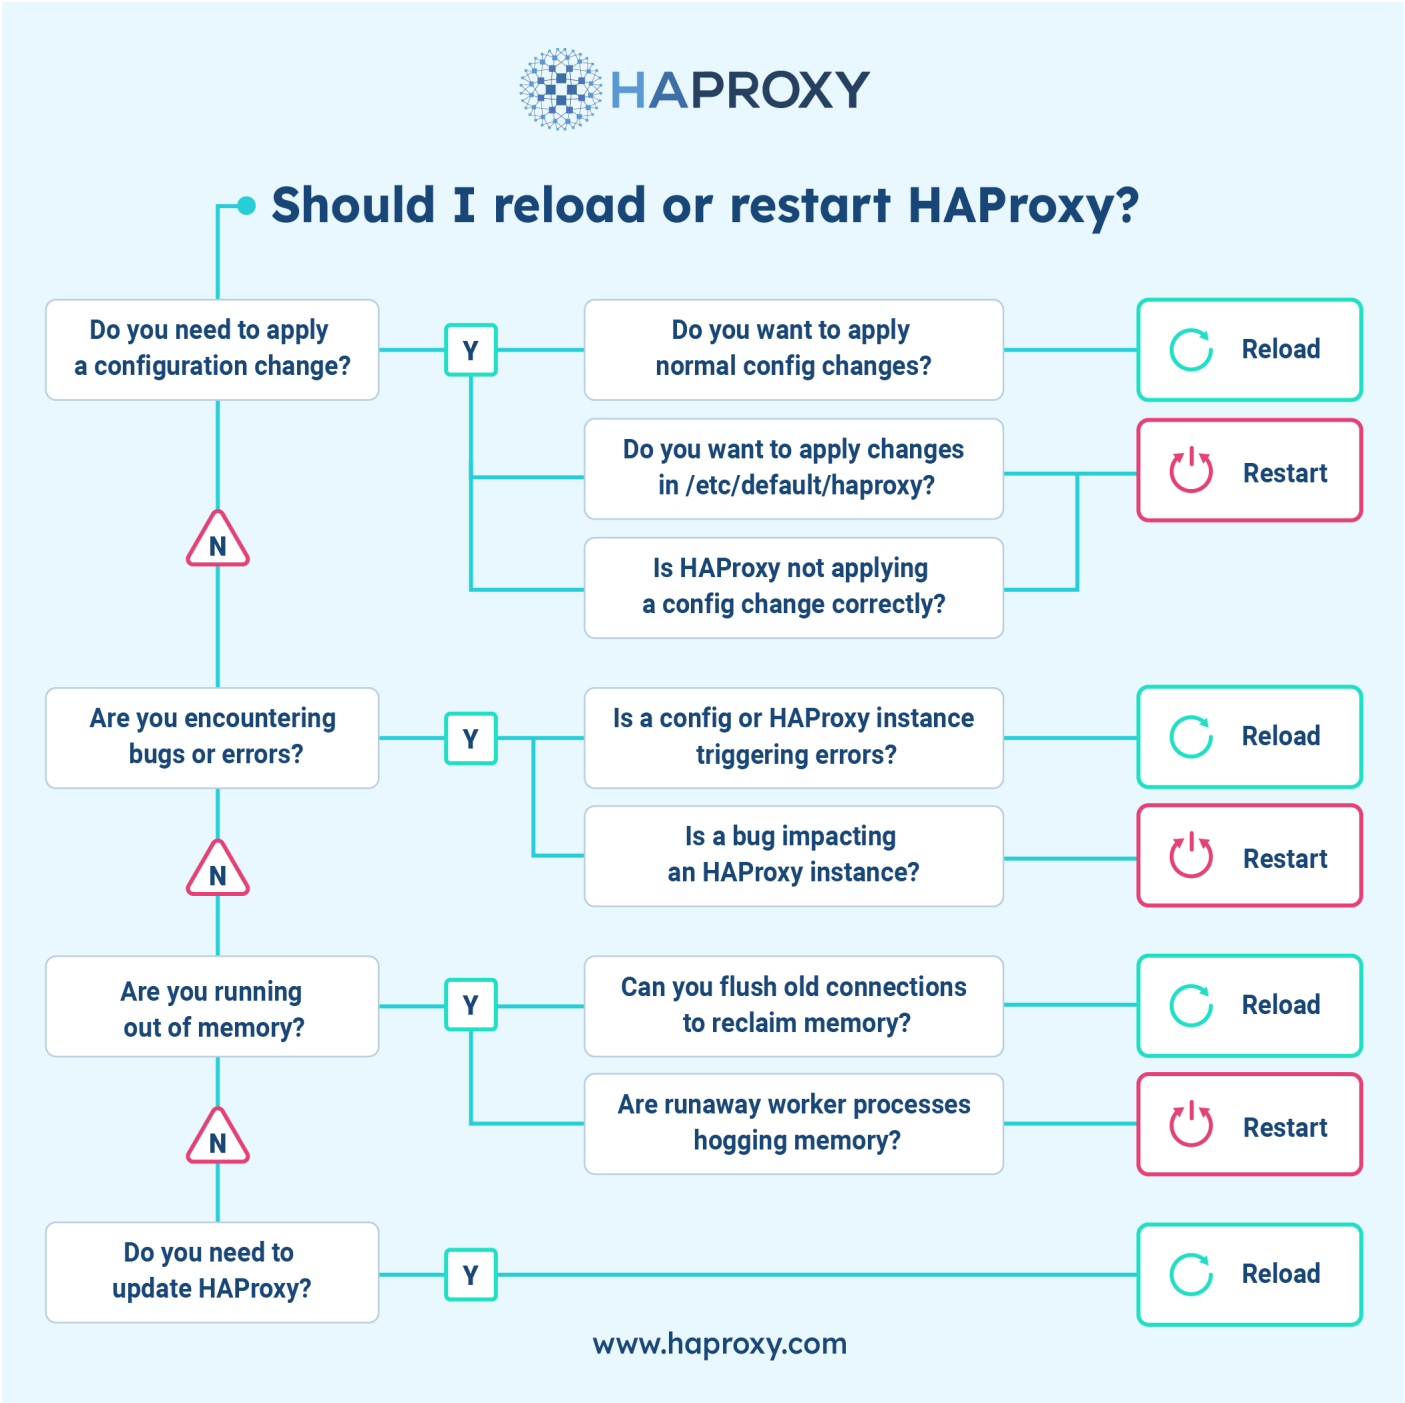 HAPROXY
Should I reload or restart HAProxy?
Do you need to apply
a configuration change?
Y
Do you want to apply
normal config changes?
Reload
Do you want to apply changes
in /etc/default/haproxy?
Restart
N
Is HAProxy not applying
a config change correctly?
Are you encountering
bugs or errors?
Y
Is a config or HAProxy instance
triggering errors?
Reload
Is a bug impacting
an HAProxy instance?
Restart
N
Are you running
out of memory?
Y
Can you flush old connections
to reclaim memory?
Reload
Are runaway worker processes
hogging memory?
Restart
N
Do you need to
update HAProxy?
Y
Reload
www.haproxy.com